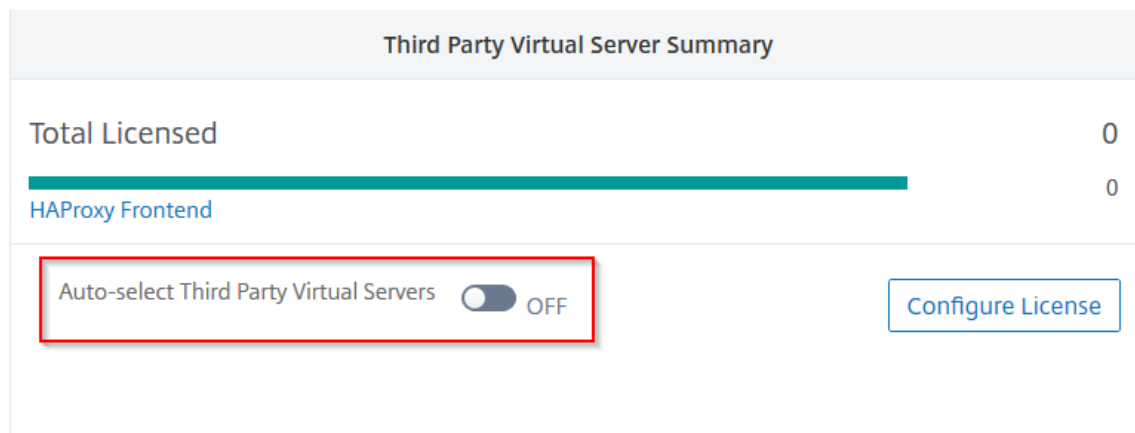 Third Party Virtual Server Summary
Total Licensed 0
0
HAProxy Frontend
Auto-select Third Party Virtual Servers OFF
Configure License